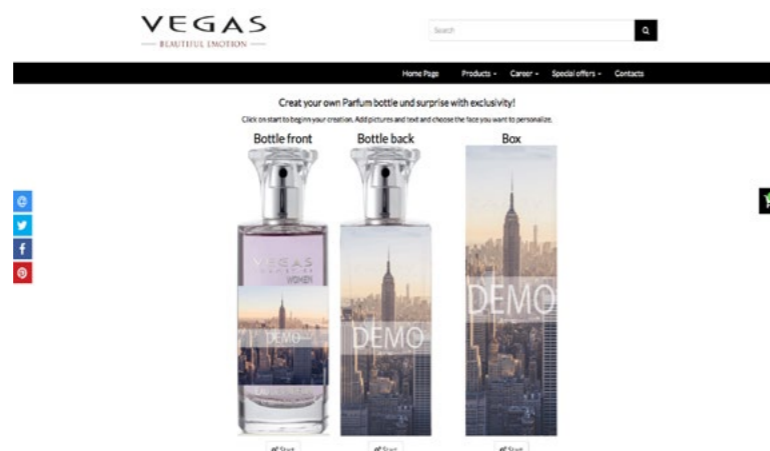 VEGAS
BEAUTIFUL EMOTION
Search
Home Page Products Career Special offers Contacts
Creat your own Parfum bottle und surprise with exclusivity!
Click on start to beginn your creation. Add pictures and text and choose the face you want to personalize.
Bottle front Bottle back Box
VEGAS
WOMEN
DEMO DEMO DEMO
Start Start Start